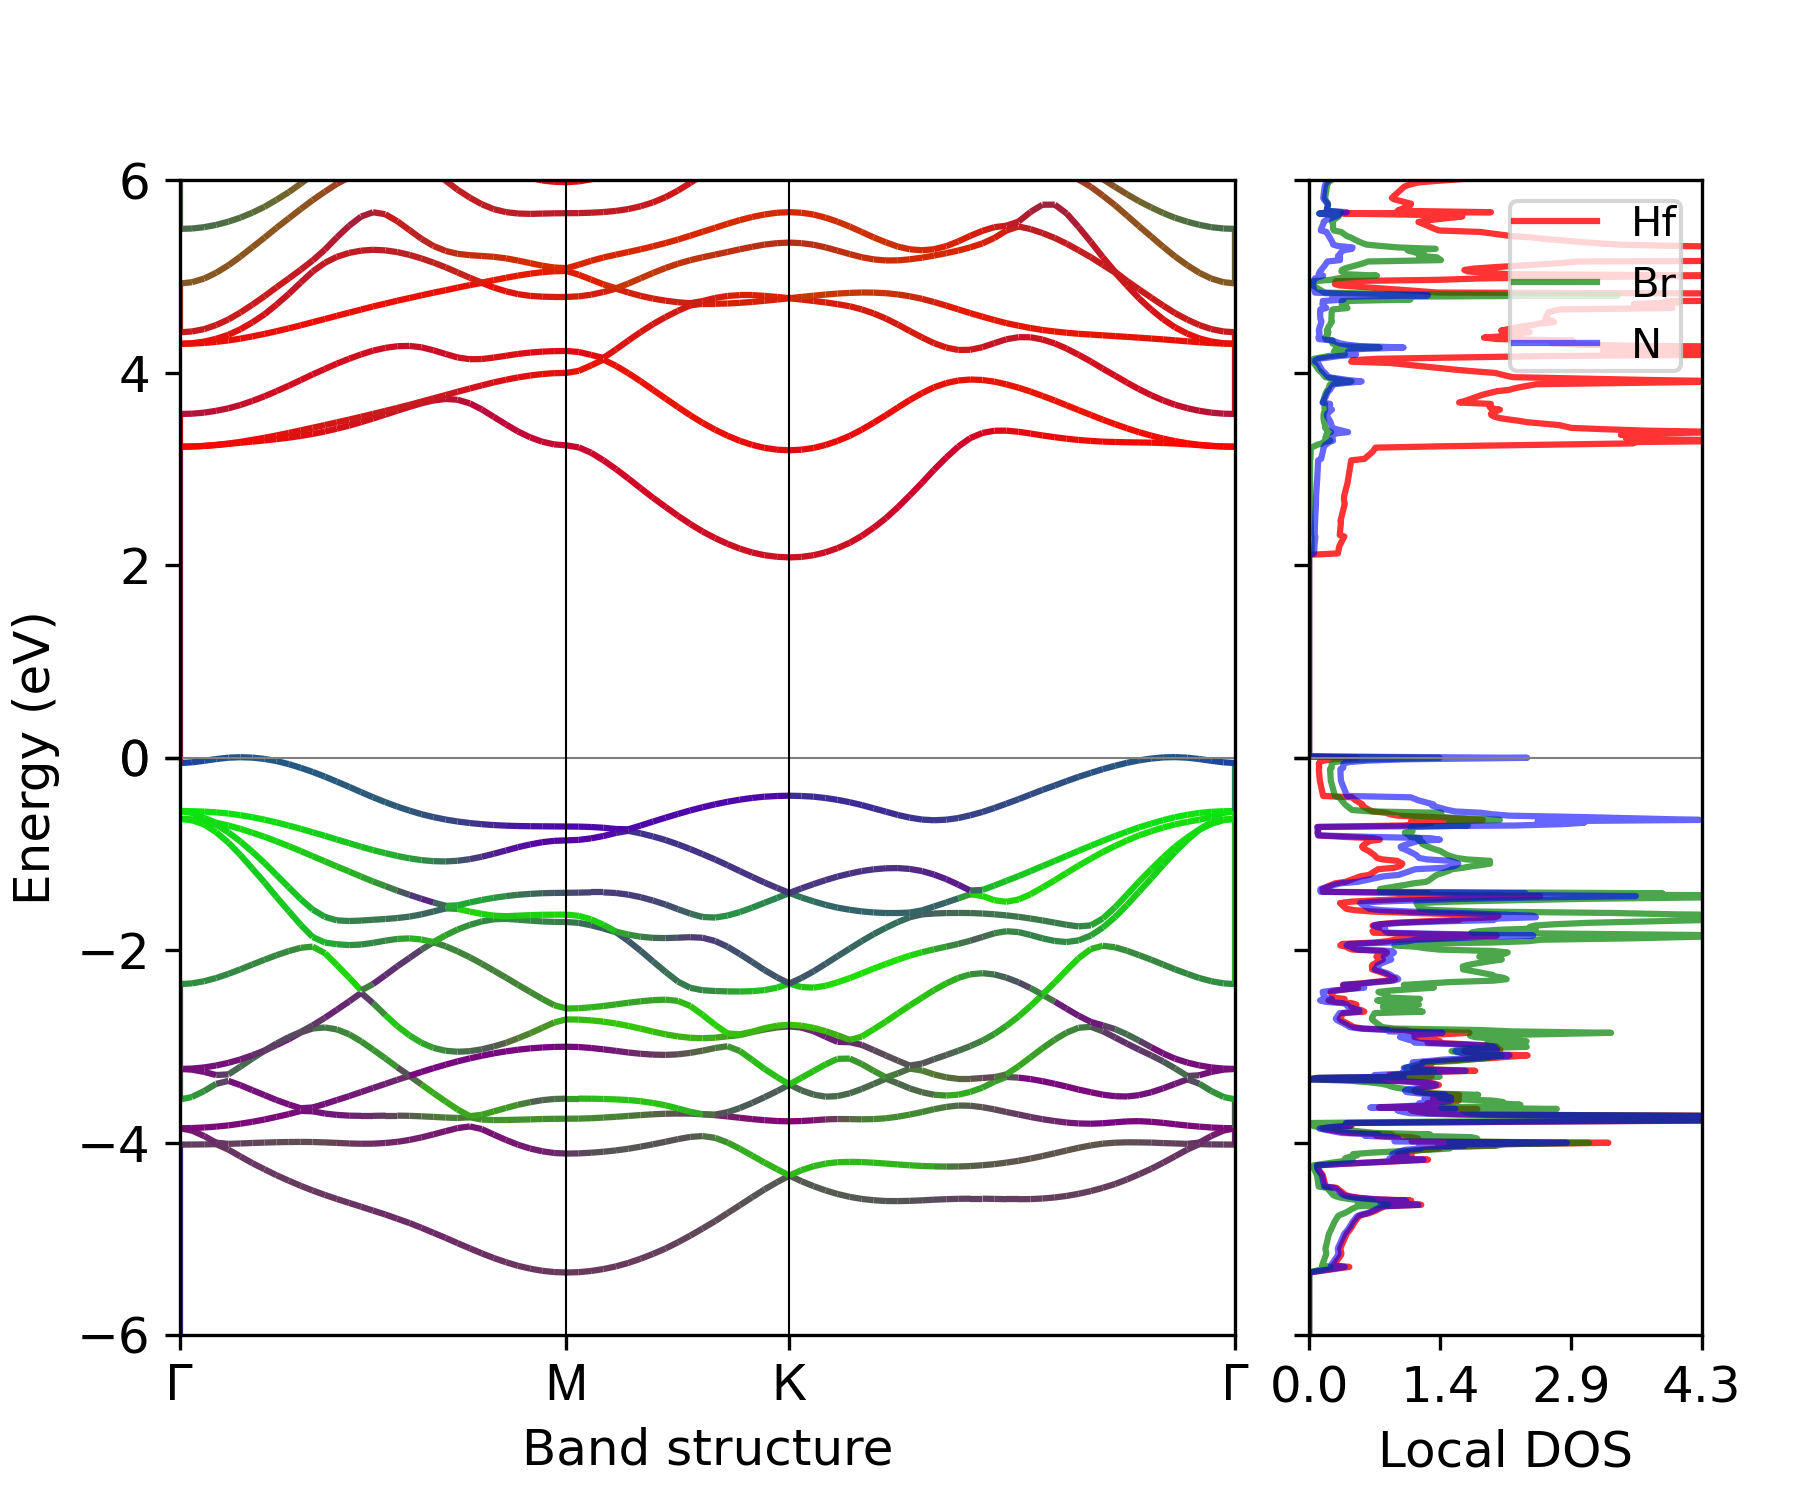 6
4
2
0
−2
−4
−6
Energy (eV)
Γ
M
K
Γ
Band structure
Hf
Br
N
0.0
1.4
2.9
4.3
Local DOS